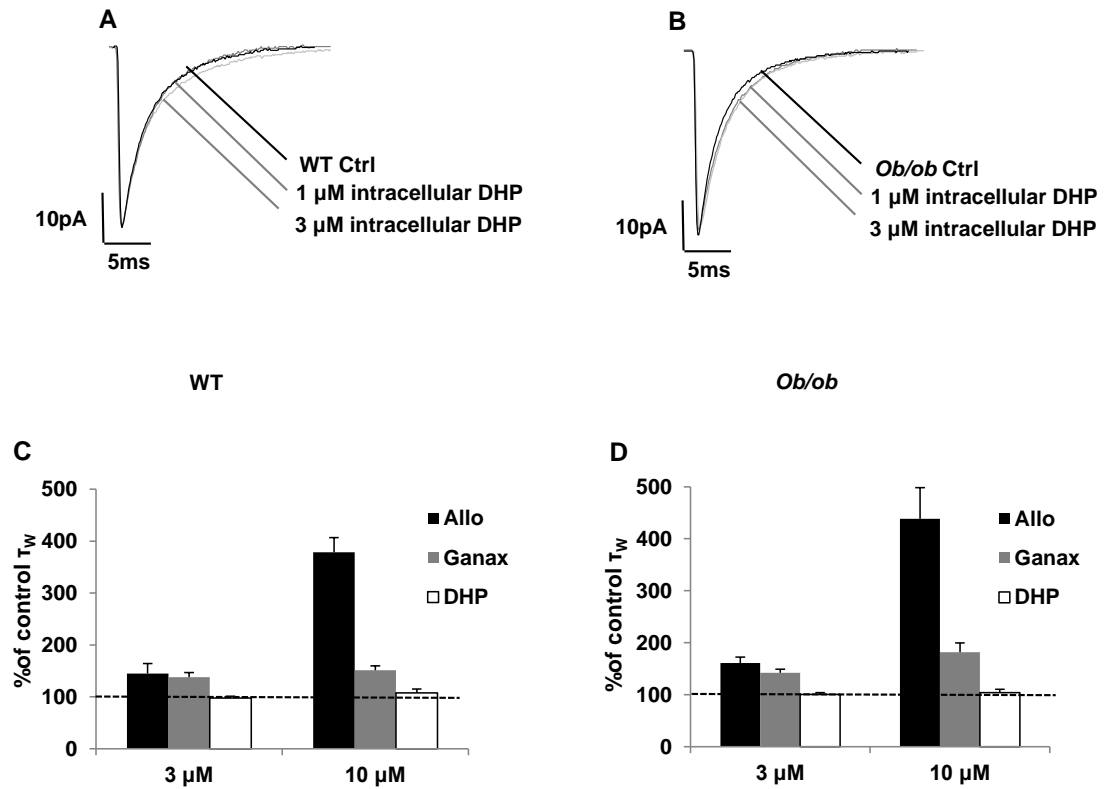 A
WT Ctrl
1 µM intracellular DHP
3 µM intracellular DHP
10pA
5ms
B
Ob/ob Ctrl
1 µM intracellular DHP
3 µM intracellular DHP
10pA
5ms
WT
Ob/ob
C
%of control τW
500
400
300
200
100
0
3 µM
10 µM
Allo
Ganax
DHP
D
%of control τW
500
400
300
200
100
0
3 µM
10 µM
Allo
Ganax
DHP